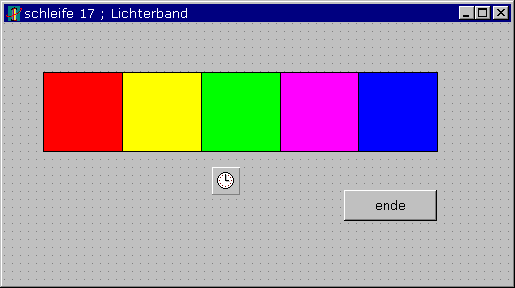 schleife 17 ; Lichterband
ende